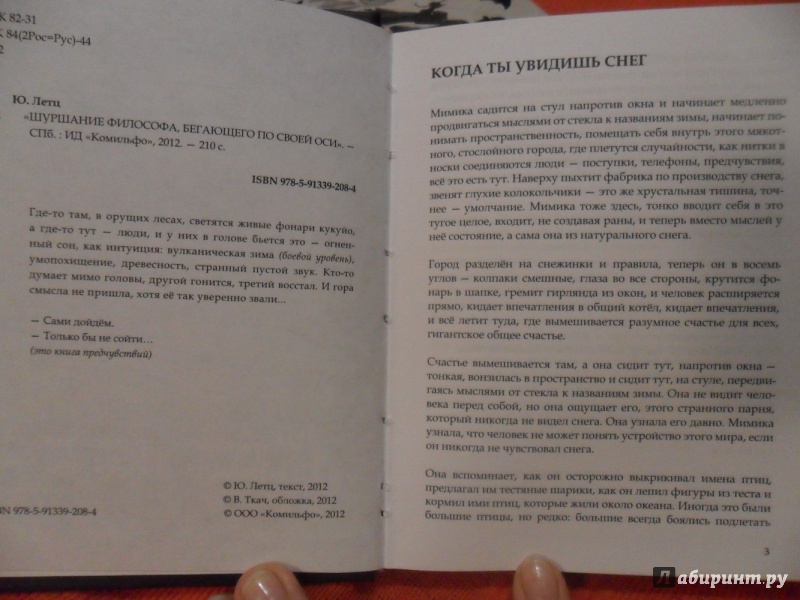 К 82-31
К 84(2Рос=Рус)-44
2
Ю. Летц
«ШУРШАНИЕ ФИЛОСОФА, БЕГАЮЩЕГО ПО СВОЕЙ ОСИ». —
СПб. : ИД «Комильфо», 2012. — 210 с.
ISBN 978-5-91339-208-4
Где-то там, в орущих лесах, светятся живые фонари кукуйо,
а где-то тут — люди, и у них в голове бьется это — огнен-
ный сон, как интуиция: вулканическая зима (боевой уровень),
умопохищение, древесность, странный пустой звук. Кто-то
думает мимо головы, другой гонится, третий восстал. И гора
смысла не пришла, хотя её так уверенно звали...
— Сами дойдём.
— Только бы не сойти...
(это книга предчувствий)
© Ю. Летц, текст, 2012
© В. Ткач, обложка, 2012
© ООО «Комильфо», 2012
BN 978-5-91339-208-4
КОГДА ТЫ УВИДИШЬ СНЕГ
Мимика садится на стул напротив окна и начинает медленно
продвигаться мыслями от стекла к названиям зимы, начинает по-
нимать пространственность, помещать себя внутрь этого мякот-
ного, стослойного города, где плетутся случайности, как нитки в
носки соединяются люди — поступки, телефоны, предчувствия,
всё это есть тут. Наверху пыхтит фабрика по производству снега,
звенят глухие колокольчики — это же хрустальная тишина, точ-
нее — умолчание. Мимика тоже здесь, тонко вводит себя в это
тугое целое, входит, не создавая раны, и теперь вместо мыслей у
неё состояние, а сама она из натурального снега.
Город разделён на снежинки и правила, теперь он в восемь
углов — колпаки смешные, глаза во все стороны, крутится фо-
нарь в шапке, гремит гирлянда из окон, и человек расширяется
прямо, кидает впечатления в общий котёл, кидает впечатления,
и всё летит туда, где вымешивается разумное счастье для всех,
гигантское общее счастье.
Счастье вымешивается там, а она сидит тут, напротив окна —
тонкая, вонзилась в пространство и сидит тут, на стуле, передви-
гаясь мыслями от стекла к названиям зимы. Она не видит чело-
века перед собой, но она ощущает его, этого странного парня,
который никогда не видел снега. Она узнала его давно. Мимика
узнала, что человек не может понять устройство этого мира, если
он никогда не чувствовал снега.
Она вспоминает, как он осторожно выкрикивал имена птиц,
предлагал им тестяные шарики, как он лепил фигуры из теста и
кормил ими птиц, которые жили около океана. Иногда это были
большие птицы, но редко: большие всегда боялись подлетать
3
Лабиринт.ру